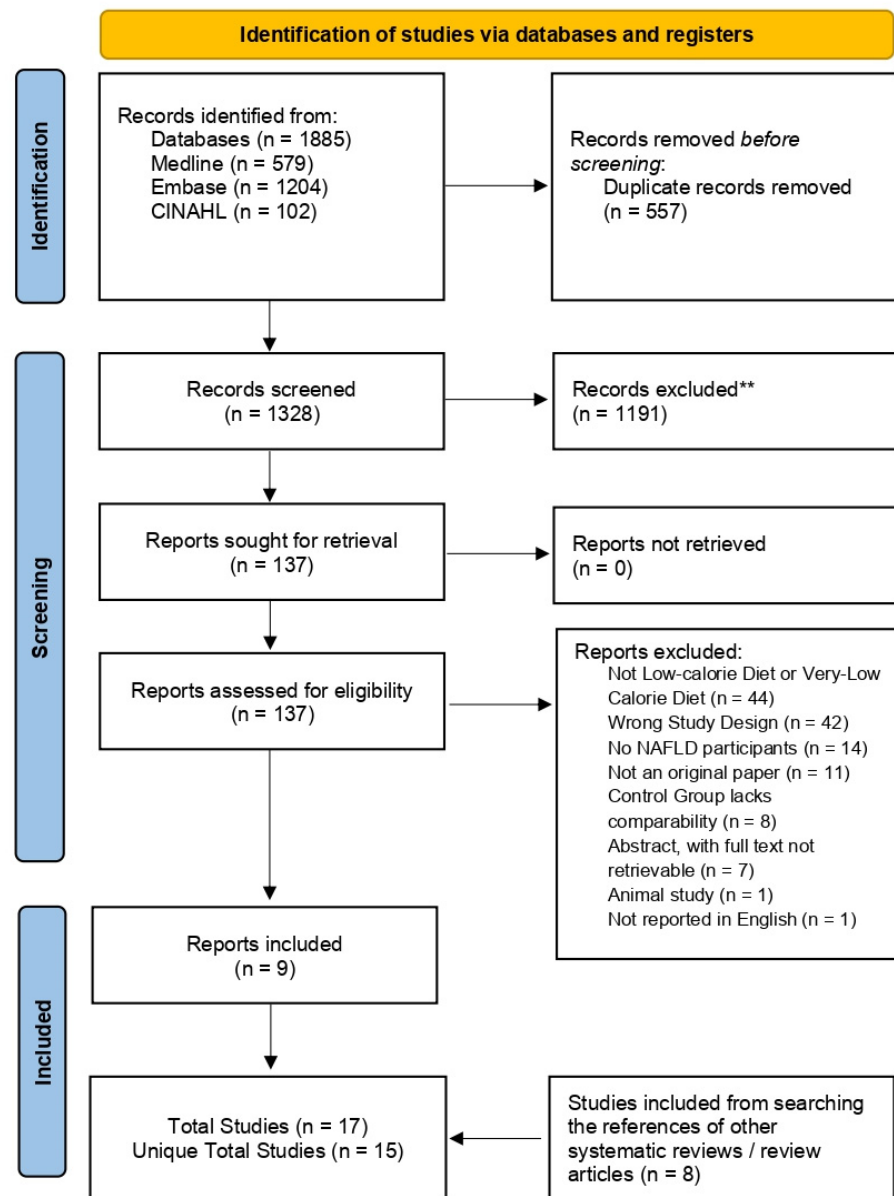 Identification of studies via databases and registers
Identification
Records identified from:
Databases (n = 1885)
Medline (n = 579)
Embase (n = 1204)
CINAHL (n = 102)
Records removed before
screening:
Duplicate records removed
(n = 557)
Screening
Records screened
(n = 1328)
Records excluded**
(n = 1191)
Reports sought for retrieval
(n = 137)
Reports not retrieved
(n = 0)
Reports assessed for eligibility
(n = 137)
Reports excluded:
Not Low-calorie Diet or Very-Low
Calorie Diet (n = 44)
Wrong Study Design (n = 42)
No NAFLD participants (n = 14)
Not an original paper (n = 11)
Control Group lacks
comparability (n = 8)
Abstract, with full text not
retrievable (n = 7)
Animal study (n = 1)
Not reported in English (n = 1)
Included
Reports included
(n = 9)
Total Studies (n = 17)
Unique Total Studies (n = 15)
Studies included from searching
the references of other
systematic reviews / review
articles (n = 8)